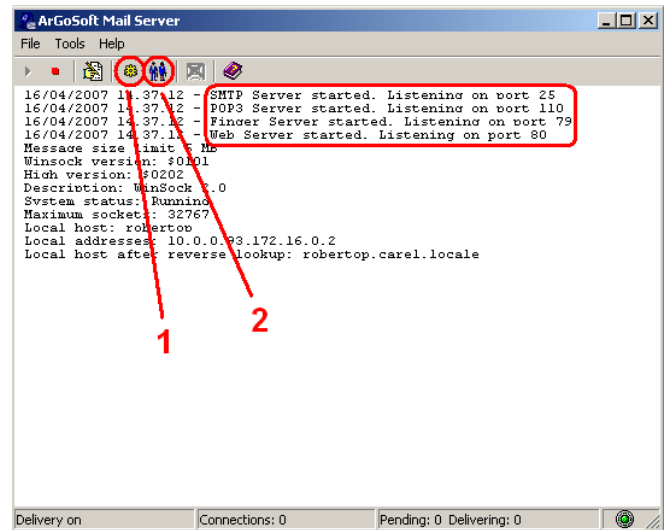 ArGoSoft Mail Server
File Tools Help
16/04/2007 14.37.12 - SMTP Server started. Listening on port 25
16/04/2007 14.37.12 - POP3 Server started. Listening on port 110
16/04/2007 14.37.12 - Finger Server started. Listening on port 79
16/04/2007 14.37.12 - Web Server started. Listening on port 80
Message size limit 5 MB
Winsock version: $0101
High version: $0202
Description: WinSock 2.0
System status: Running
Maximum sockets: 32767
Local host: robertop
Local addresses: 10.0.0.93,172.16.0.2
Local host after reverse lookup: robertop.carel.locale
1
2
Delivery on Connections: 0 Pending: 0 Delivering: 0